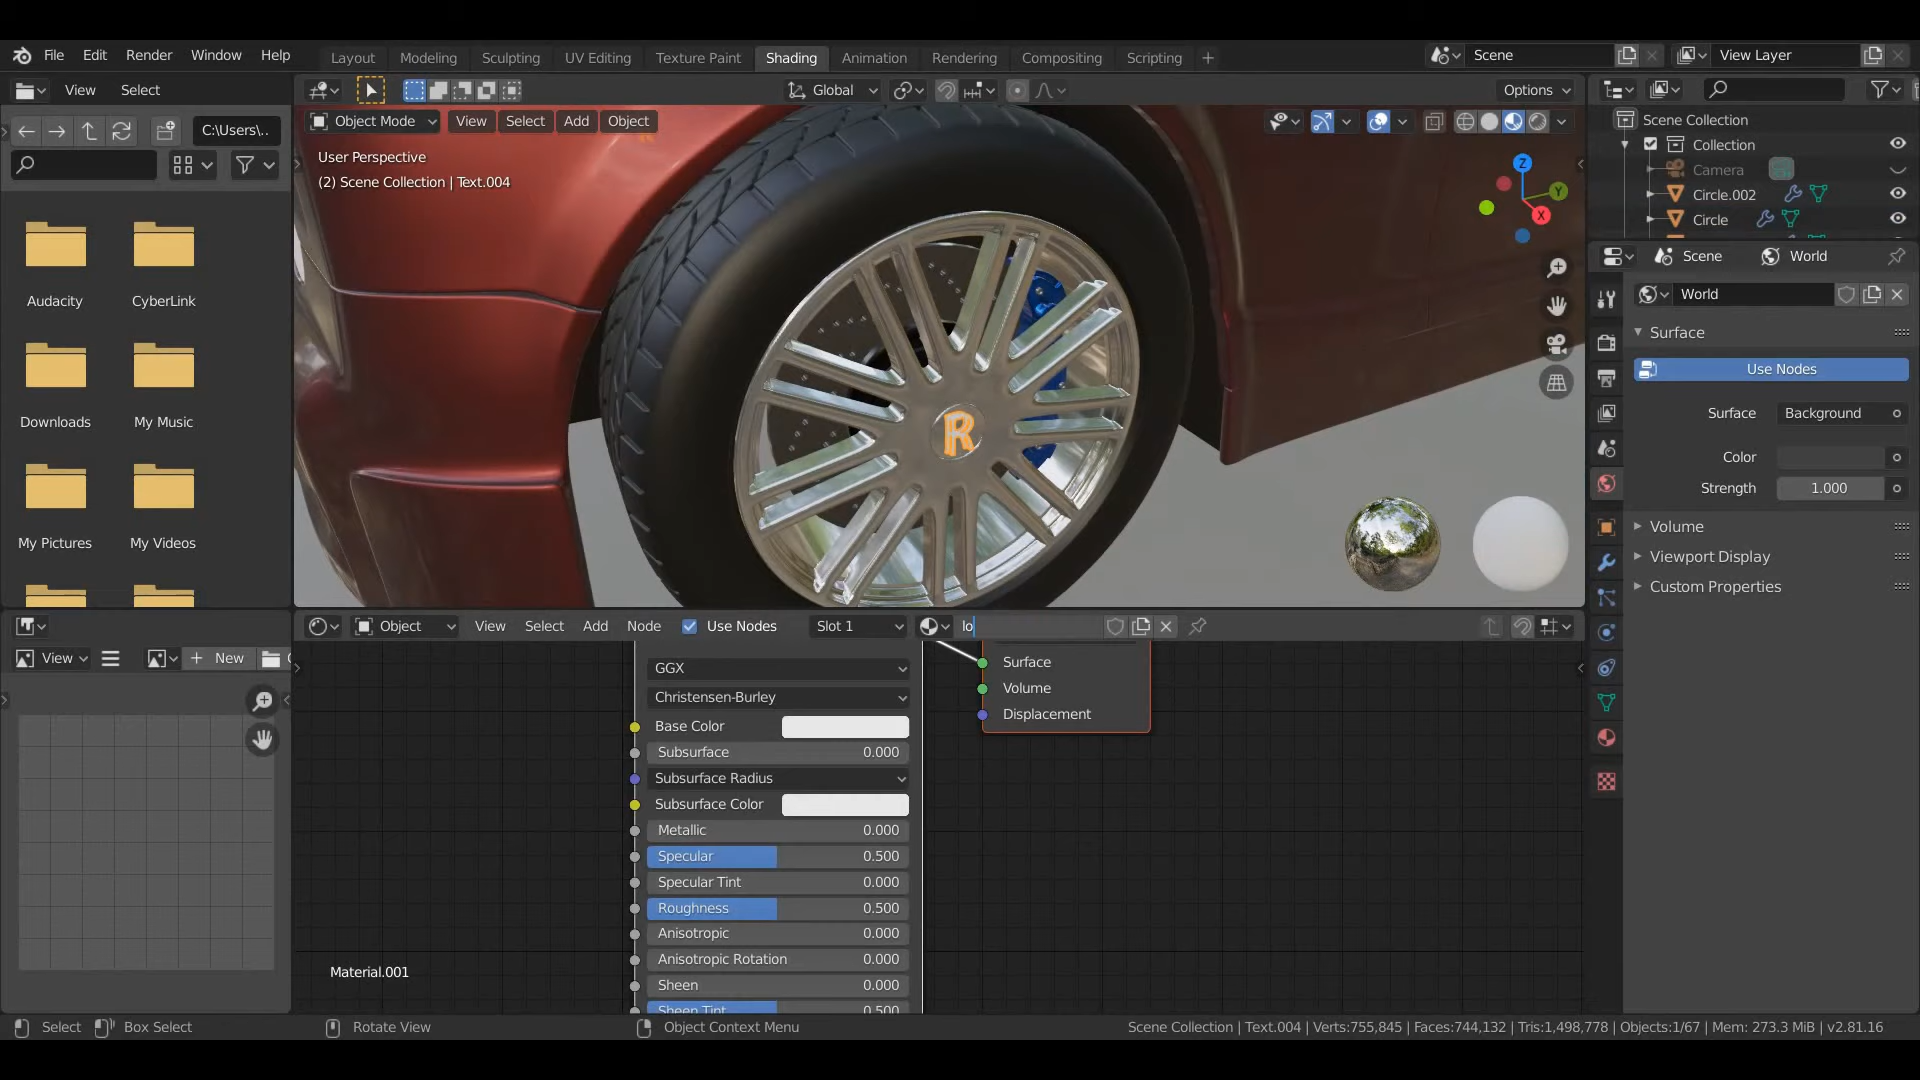 File Edit Render Window Help Layout Modeling Sculpting UV Editing Texture Paint Shading Animation Rendering Compositing Scripting + Scene View Layer
View Select Global Options
C:\Users\.. Object Mode View Select Add Object
User Perspective
(2) Scene Collection | Text.004
Z
Y
X
R
Scene Collection
Collection
Camera
Circle.002
Circle
Scene World
World
Surface
Use Nodes
Surface Background
Color
Strength 1.000
Volume
Viewport Display
Custom Properties
Audacity CyberLink
Downloads My Music
My Pictures My Videos
Object View Select Add Node Use Nodes Slot 1 lo
View New
GGX
Christensen-Burley
Base Color
Subsurface 0.000
Subsurface Radius
Subsurface Color
Metallic 0.000
Specular 0.500
Specular Tint 0.000
Roughness 0.500
Anisotropic 0.000
Anisotropic Rotation 0.000
Sheen 0.000
Sheen Tint 0.500
Surface
Volume
Displacement
Material.001
Select Box Select Rotate View Object Context Menu Scene Collection | Text.004 | Verts:755,845 | Faces:744,132 | Tris:1,498,778 | Objects:1/67 | Mem: 273.3 MiB | v2.81.16